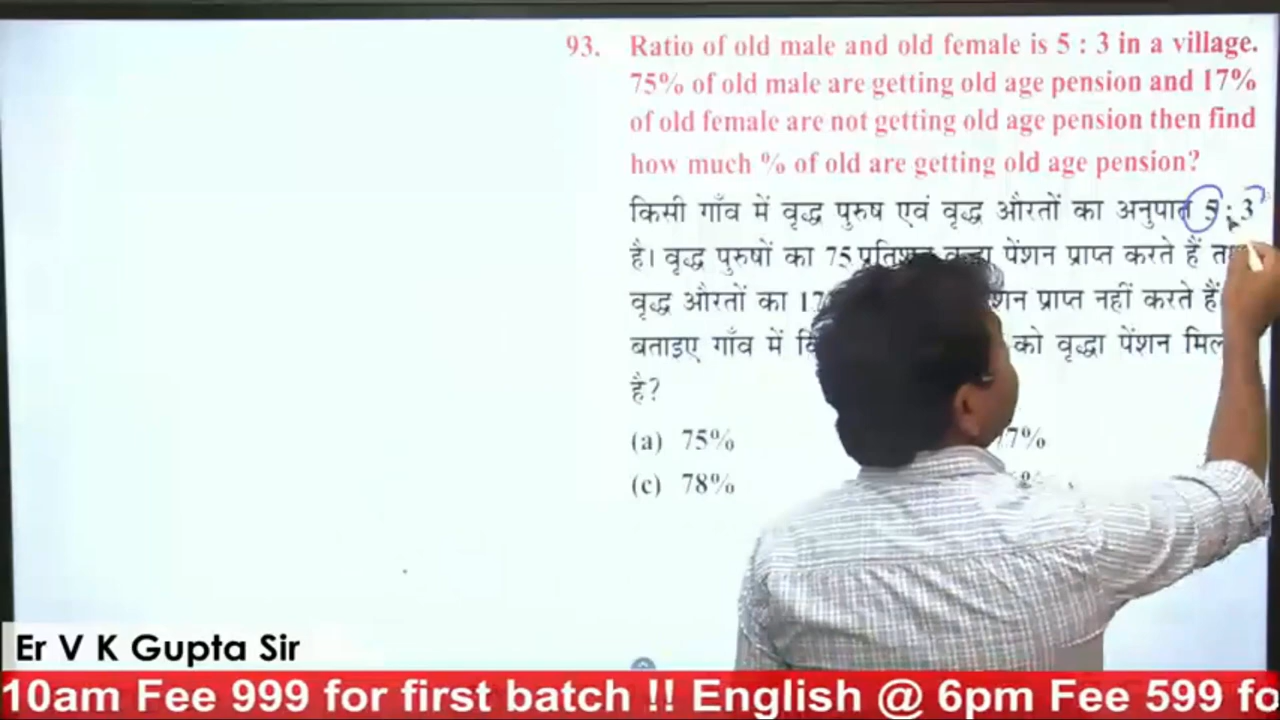 93. Ratio of old male and old female is 5 : 3 in a village.
75% of old male are getting old age pension and 17%
of old female are not getting old age pension then find
how much % of old are getting old age pension?
किसी गाँव में वृद्ध पुरुष एवं वृद्ध औरतों का अनुपात 5 : 3
है। वृद्ध पुरुषों का 75 प्रतिशत पेंशन प्राप्त करते हैं
वृद्ध औरतों का प्राप्त नहीं करते हैं
बताइए गाँव में को वृद्धा पेंशन
है?
(a) 75% 7%
(c) 78%
Er V K Gupta Sir
10am Fee 999 for first batch !! English @ 6pm Fee 599